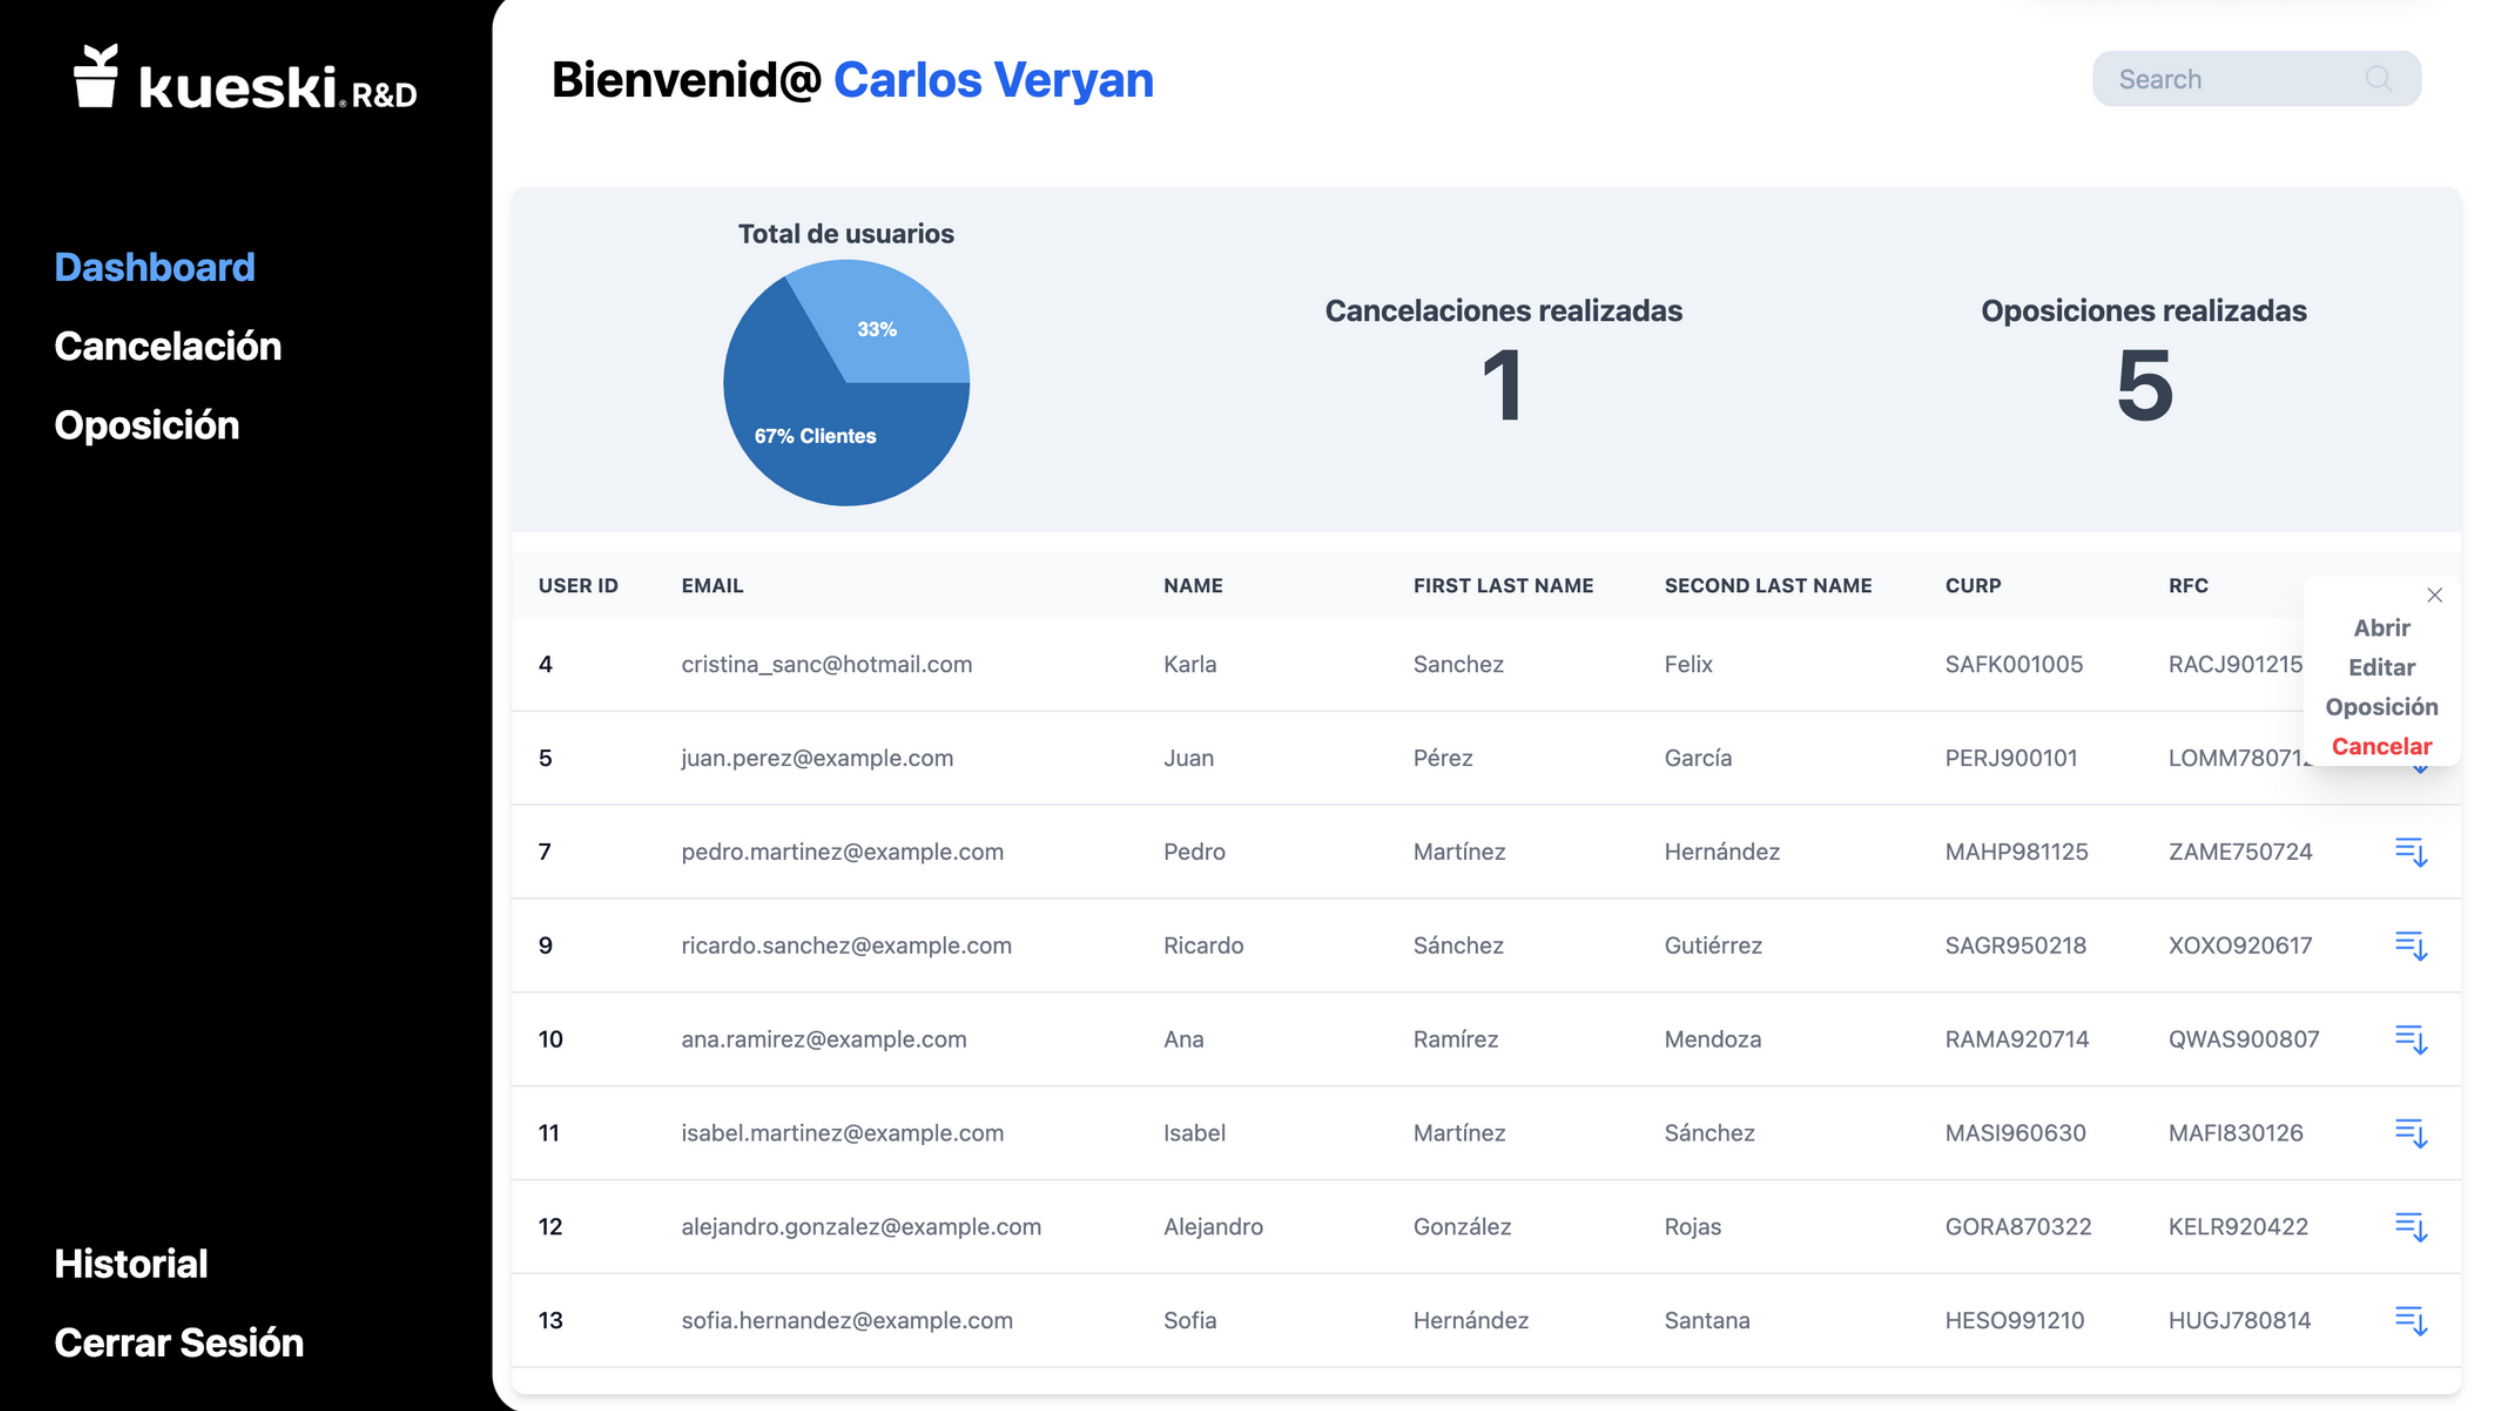 kueski® R&D
Bienvenid@ Carlos Veryan
Search
Dashboard
Cancelación
Oposición
Historial
Cerrar Sesión
Total de usuarios
33%
67% Clientes
Cancelaciones realizadas
1
Oposiciones realizadas
5
USER ID EMAIL NAME FIRST LAST NAME SECOND LAST NAME CURP RFC
4 cristina_sanc@hotmail.com Karla Sanchez Felix SAFK001005 RACJ901215
5 juan.perez@example.com Juan Pérez García PERJ900101
7 pedro.martinez@example.com Pedro Martínez Hernández MAHP981125 ZAME750724
9 ricardo.sanchez@example.com Ricardo Sánchez Gutiérrez SAGR950218 XOXO920617
10 ana.ramirez@example.com Ana Ramírez Mendoza RAMA920714 QWAS900807
11 isabel.martinez@example.com Isabel Martínez Sánchez MASI960630 MAFI830126
12 alejandro.gonzalez@example.com Alejandro González Rojas GORA870322 KELR920422
13 sofia.hernandez@example.com Sofia Hernández Santana HESO991210 HUGJ780814
Abrir
Editar
Oposición
Cancelar